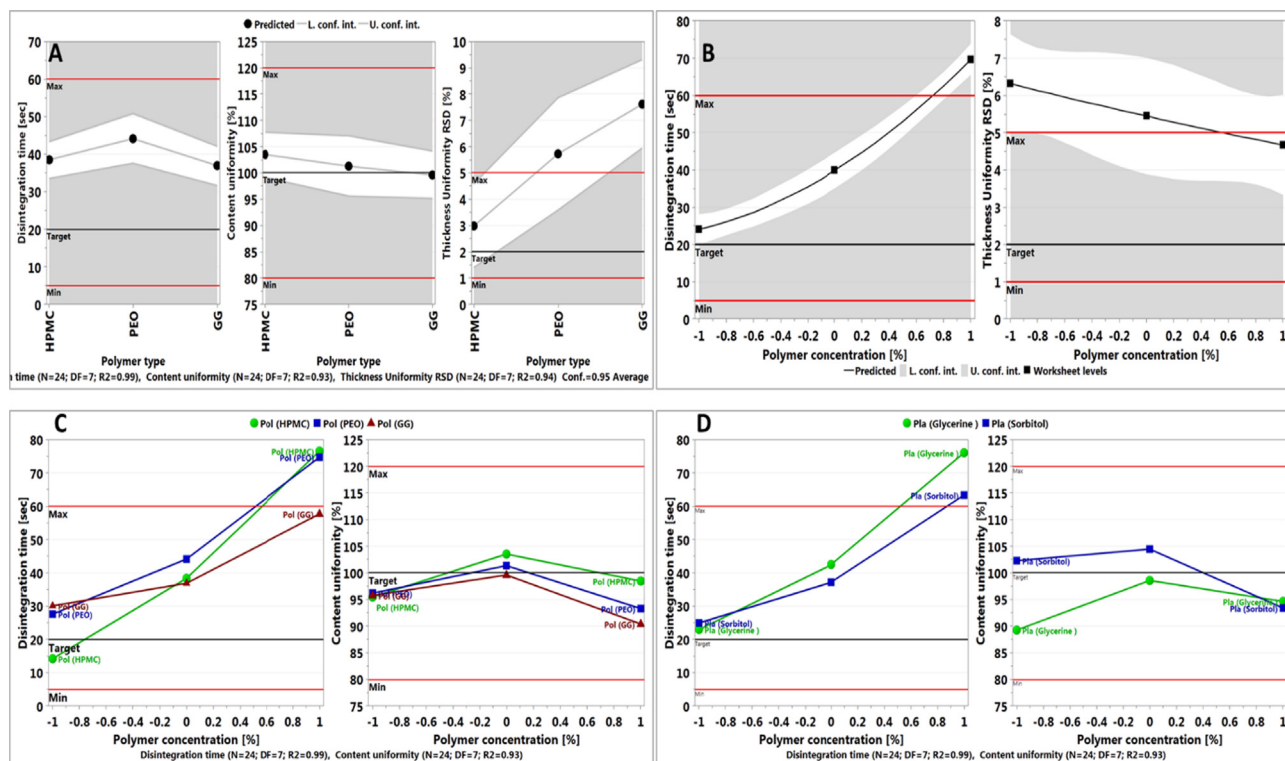 Predicted L. conf. int. U. conf. int.
A
Disintegration time [sec]
70
60
50
40
30
20
10
0
Max
Target
Min
HPMC
PEO
GG
Polymer type
Content uniformity [%]
125
120
115
110
105
100
95
90
85
80
75
Max
Target
HPMC
PEO
GG
Polymer type
Thickness Uniformity RSD [%]
10
9
8
7
6
5
4
3
2
1
0
Max
Target
Min
HPMC
PEO
GG
Polymer type
time (N=24; DF=7; R2=0.99), Content uniformity (N=24; DF=7; R2=0.93), Thickness Uniformity RSD (N=24; DF=7; R2=0.94) Conf.=0.95 Average
B
Disintegration time [sec]
80
70
60
50
40
30
20
10
0
Max
Target
Min
-1 -0.8 -0.6 -0.4 -0.2 0 0.2 0.4 0.6 0.8 1
Polymer concentration [%]
Thickness Uniformity RSD [%]
8
7
6
5
4
3
2
1
0
Max
Target
Min
-1 -0.8 -0.6 -0.4 -0.2 0 0.2 0.4 0.6 0.8 1
Polymer concentration [%]
Predicted L. conf. int. U. conf. int. Worksheet levels
C
Pol (HPMC) Pol (PEO) Pol (GG)
Disintegration time [sec]
80
70
60
50
40
30
20
10
0
Pol (HPMC)
Pol (PEO)
Max
Pol (GG)
Pol (GG)
Pol (PEO)
Target
Pol (HPMC)
Min
-1 -0.8 -0.6 -0.4 -0.2 0 0.2 0.4 0.6 0.8 1
Polymer concentration [%]
Content uniformity [%]
125
120
115
110
105
100
95
90
85
80
75
Max
Target
Pol (HPMC)
Pol (GG)
Pol (HPMC)
Pol (PEO)
Pol (GG)
Min
-1 -0.8 -0.6 -0.4 -0.2 0 0.2 0.4 0.6 0.8 1
Polymer concentration [%]
Disintegration time (N=24; DF=7; R2=0.99), Content uniformity (N=24; DF=7; R2=0.93)
D
Pla (Glycerine ) Pla (Sorbitol)
Disintegration time [sec]
80
70
60
50
40
30
20
10
0
Pla (Glycerine )
Pla (Sorbitol)
Max
Pla (Sorbitol)
Pla (Glycerine )
Target
Min
-1 -0.8 -0.6 -0.4 -0.2 0 0.2 0.4 0.6 0.8 1
Polymer concentration [%]
Content uniformity [%]
125
120
115
110
105
100
95
90
85
80
75
Max
Pla (Sorbitol)
Target
Pla (Glycerine )
Pla (Glycerine )
Pla (Sorbitol)
Min
-1 -0.8 -0.6 -0.4 -0.2 0 0.2 0.4 0.6 0.8 1
Polymer concentration [%]
Disintegration time (N=24; DF=7; R2=0.99), Content uniformity (N=24; DF=7; R2=0.93)